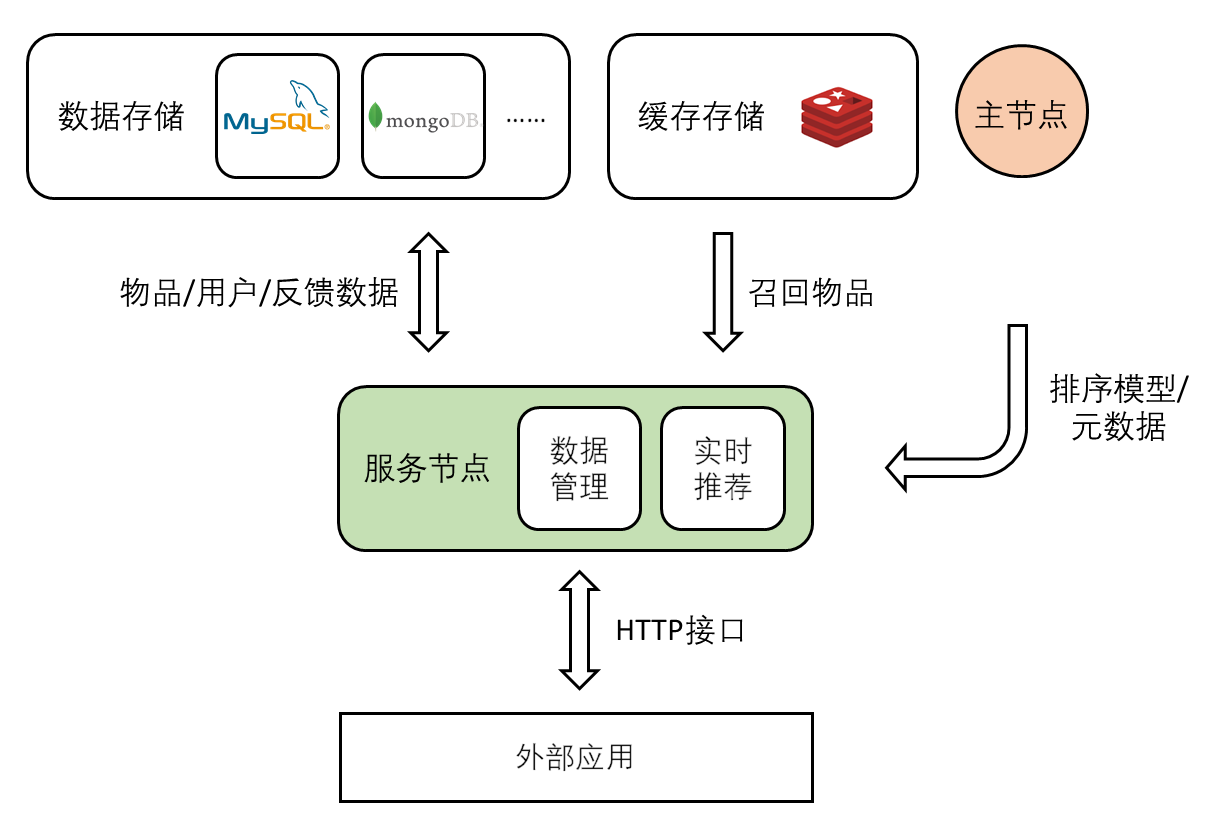 数据存储
MySQL®
mongoDB.
······
缓存存储
主节点
物品/用户/反馈数据
召回物品
排序模型/
元数据
服务节点
数据
管理
实时
推荐
HTTP接口
外部应用